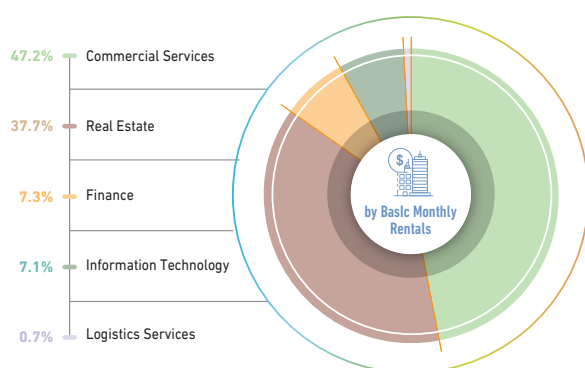 47.2% Commercial Services
37.7% Real Estate
7.3% Finance
7.1% Information Technology
0.7% Logistics Services
$
by Basic Monthly
Rentals